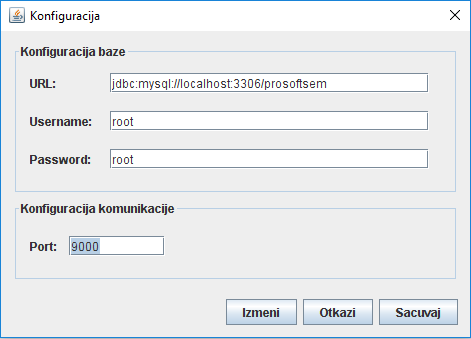 Konfiguracija
Konfiguracija baze
URL: jdbc:mysql://localhost:3306/prosoftsem
Username: root
Password: root
Konfiguracija komunikacije
Port: 9000
Izmeni Otkazi Sacuvaj